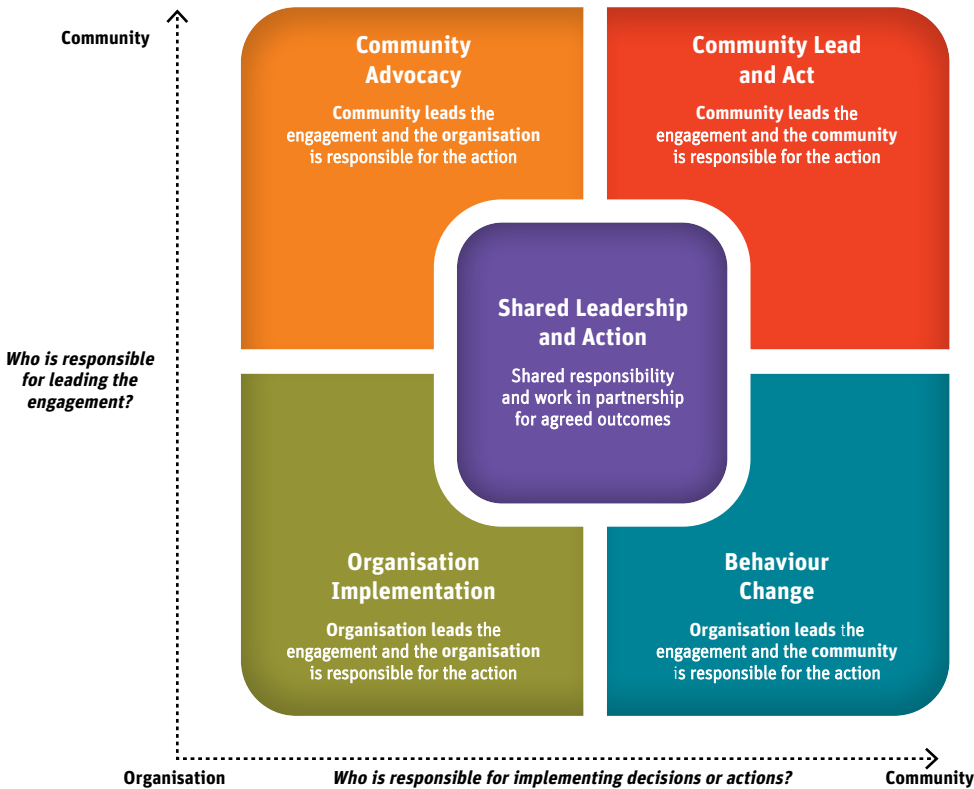 Community
Community
Advocacy
Community leads the
engagement and the organisation
is responsible for the action
Community Lead
and Act
Community leads the
engagement and the community
is responsible for the action
Who is responsible
for leading the
engagement?
Shared Leadership
and Action
Shared responsibility
and work in partnership
for agreed outcomes
Organisation
Implementation
Organisation leads the
engagement and the organisation
is responsible for the action
Behaviour
Change
Organisation leads the
engagement and the community
is responsible for the action
Organisation
Who is responsible for implementing decisions or actions?
Community